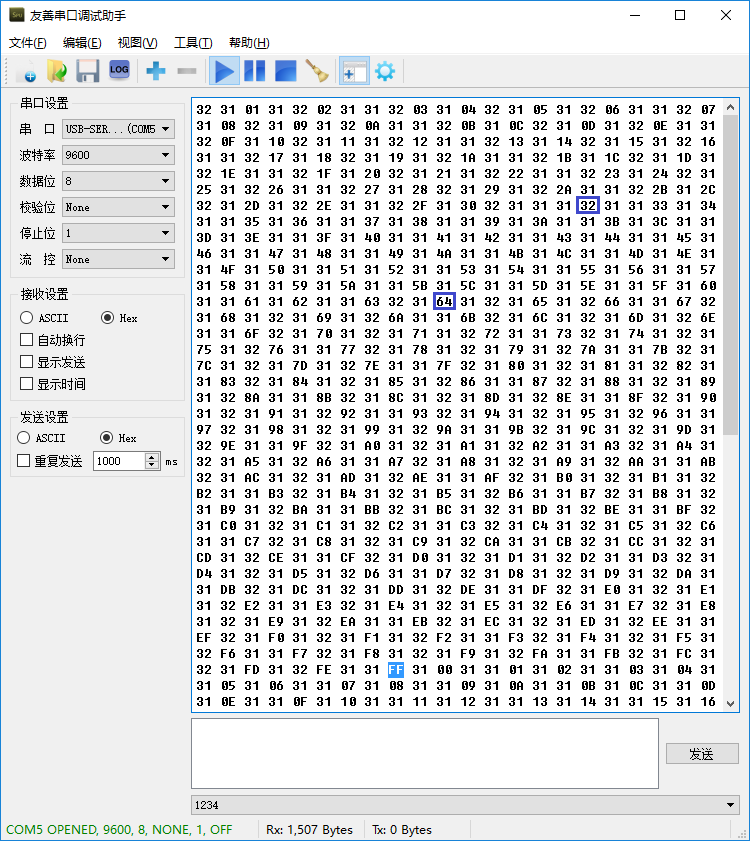 友善串口调试助手
文件(F) 编辑(E) 视图(V) 工具(T) 帮助(H)
LOG
串口设置
串 口 USB-SER...(COM5
波特率 9600
数据位 8
校验位 None
停止位 1
流 控 None
接收设置
ASCII Hex
自动换行
显示发送
显示时间
发送设置
ASCII Hex
重复发送 1000 ms
32 31 01 31 32 02 31 31 32 03 31 04 32 31 05 31 32 06 31 31 32 07
31 08 32 31 09 31 32 0A 31 31 32 0B 31 0C 32 31 0D 31 32 0E 31 31
32 0F 31 10 32 31 11 31 32 12 31 31 32 13 31 14 32 31 15 31 32 16
31 31 32 17 31 18 32 31 19 31 32 1A 31 31 32 1B 31 1C 32 31 1D 31
32 1E 31 31 32 1F 31 20 32 31 21 31 32 22 31 31 32 23 31 24 32 31
25 31 32 26 31 31 32 27 31 28 32 31 29 31 32 2A 31 31 32 2B 31 2C
32 31 2D 31 32 2E 31 31 32 2F 31 30 32 31 31 31 32 31 31 33 31 34
31 31 35 31 36 31 31 37 31 38 31 31 39 31 3A 31 31 3B 31 3C 31 31
3D 31 3E 31 31 3F 31 40 31 31 41 31 42 31 31 43 31 44 31 31 45 31
46 31 31 47 31 48 31 31 49 31 4A 31 31 4B 31 4C 31 31 4D 31 4E 31
31 4F 31 50 31 31 51 31 52 31 31 53 31 54 31 31 55 31 56 31 31 57
31 58 31 31 59 31 5A 31 31 5B 31 5C 31 31 5D 31 5E 31 31 5F 31 60
31 31 61 31 62 31 31 63 32 31 64 31 32 31 65 31 32 66 31 31 67 32
31 68 31 32 31 69 31 32 6A 31 31 6B 32 31 6C 31 32 31 6D 31 32 6E
31 31 6F 32 31 70 31 32 31 71 31 32 72 31 31 73 32 31 74 31 32 31
75 31 32 76 31 31 77 32 31 78 31 32 31 79 31 32 7A 31 31 7B 32 31
7C 31 32 31 7D 31 32 7E 31 31 7F 32 31 80 31 32 31 81 31 32 82 31
31 83 32 31 84 31 32 31 85 31 32 86 31 31 87 32 31 88 31 32 31 89
31 32 8A 31 31 8B 32 31 8C 31 32 31 8D 31 32 8E 31 31 8F 32 31 90
31 32 31 91 31 32 92 31 31 93 32 31 94 31 32 31 95 31 32 96 31 31
97 32 31 98 31 32 31 99 31 32 9A 31 31 9B 32 31 9C 31 32 31 9D 31
32 9E 31 31 9F 32 31 A0 31 32 31 A1 31 32 A2 31 31 A3 32 31 A4 31
32 31 A5 31 32 A6 31 31 A7 32 31 A8 31 32 31 A9 31 32 AA 31 31 AB
32 31 AC 31 32 31 AD 31 32 AE 31 31 AF 32 31 B0 31 32 31 B1 31 32
B2 31 31 B3 32 31 B4 31 32 31 B5 31 32 B6 31 31 B7 32 31 B8 31 32
31 B9 31 32 BA 31 31 BB 32 31 BC 31 32 31 BD 31 32 BE 31 31 BF 32
31 C0 31 32 31 C1 31 32 C2 31 31 C3 32 31 C4 31 32 31 C5 31 32 C6
31 31 C7 32 31 C8 31 32 31 C9 31 32 CA 31 31 CB 32 31 CC 31 32 31
CD 31 32 CE 31 31 CF 32 31 D0 31 32 31 D1 31 32 D2 31 31 D3 32 31
D4 31 32 31 D5 31 32 D6 31 31 D7 32 31 D8 31 32 31 D9 31 32 DA 31
31 DB 32 31 DC 31 32 31 DD 31 32 DE 31 31 DF 32 31 E0 31 32 31 E1
31 32 E2 31 31 E3 32 31 E4 31 32 31 E5 31 32 E6 31 31 E7 32 31 E8
31 32 31 E9 31 32 EA 31 31 EB 32 31 EC 31 32 31 ED 31 32 EE 31 31
EF 32 31 F0 31 32 31 F1 31 32 F2 31 31 F3 32 31 F4 31 32 31 F5 31
32 F6 31 31 F7 32 31 F8 31 32 31 F9 31 32 FA 31 31 FB 32 31 FC 31
32 31 FD 31 32 FE 31 31 FF 31 00 31 31 01 31 02 31 31 03 31 04 31
31 05 31 06 31 31 07 31 08 31 31 09 31 0A 31 31 0B 31 0C 31 31 0D
31 0E 31 31 0F 31 10 31 31 11 31 12 31 31 13 31 14 31 31 15 31 16
发送
1234
COM5 OPENED, 9600, 8, NONE, 1, OFF Rx: 1,507 Bytes Tx: 0 Bytes